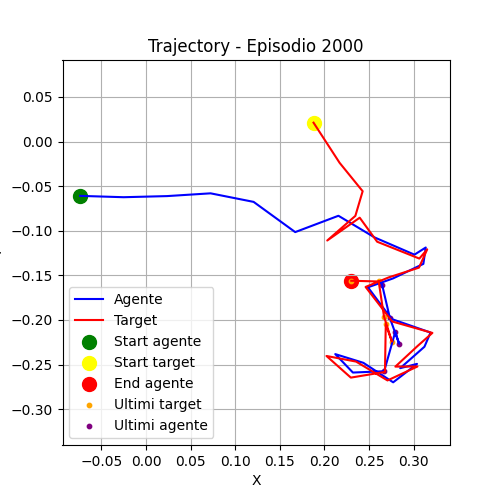 Trajectory - Episodio 2000
0.05
0.00
−0.05
−0.10
−0.15
−0.20
−0.25
−0.30
Agente
Target
Start agente
Start target
End agente
Ultimi target
Ultimi agente
−0.05 0.00 0.05 0.10 0.15 0.20 0.25 0.30
X